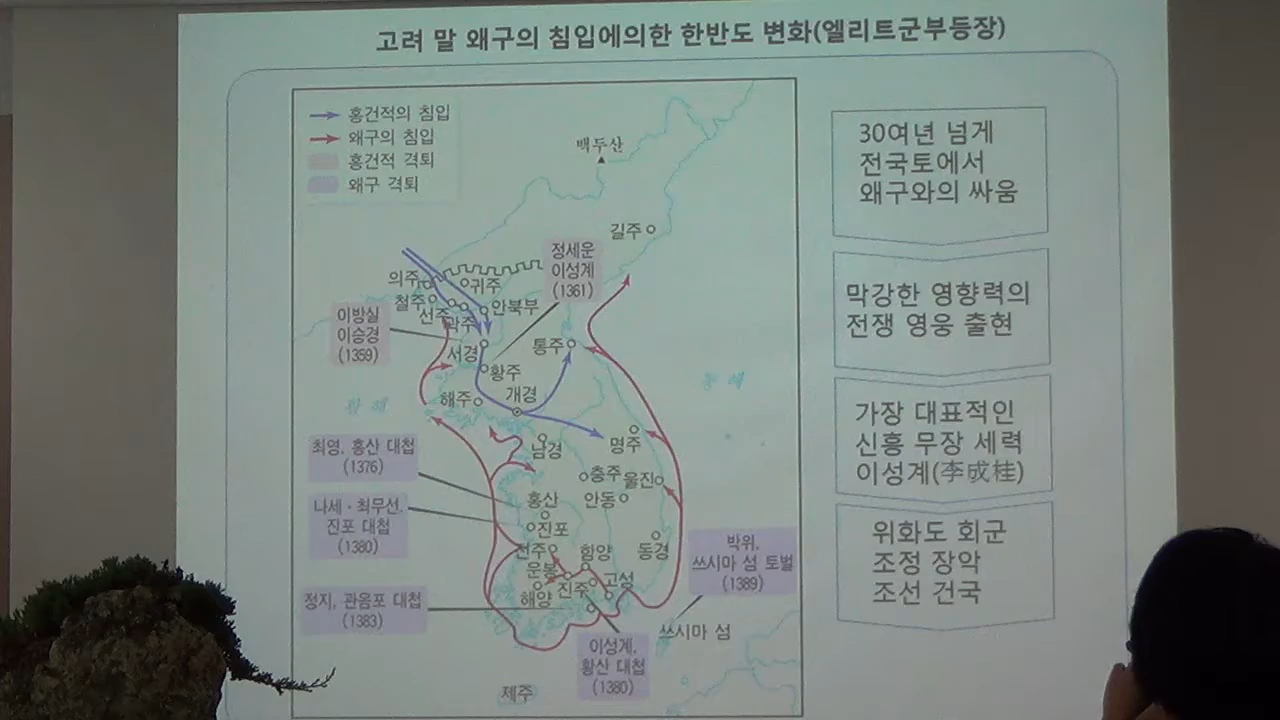 고려 말 왜구의 침입에의한 한반도 변화(엘리트군부등장)
홍건적의 침입
왜구의 침입
홍건적 격퇴
왜구 격퇴
백두산
길주
정세운
이성계
(1361)
의주
귀주
철주
선주
곽주
안북부
이방실
이승경
(1359)
서경
통주
황주
해주
개경
황해
동해
최영, 홍산 대첩
(1376)
남경
명주
충주
울진
나세·최무선,
진포 대첩
(1380)
홍산
안동
진포
전주
함양
동경
박위,
쓰시마 섬 토벌
(1389)
운봉
진주
고성
해양
정지, 관음포 대첩
(1383)
쓰시마 섬
이성계,
황산 대첩
(1380)
제주
30여년 넘게
전국토에서
왜구와의 싸움
막강한 영향력의
전쟁 영웅 출현
가장 대표적인
신흥 무장 세력
이성계(李成桂)
위화도 회군
조정 장악
조선 건국